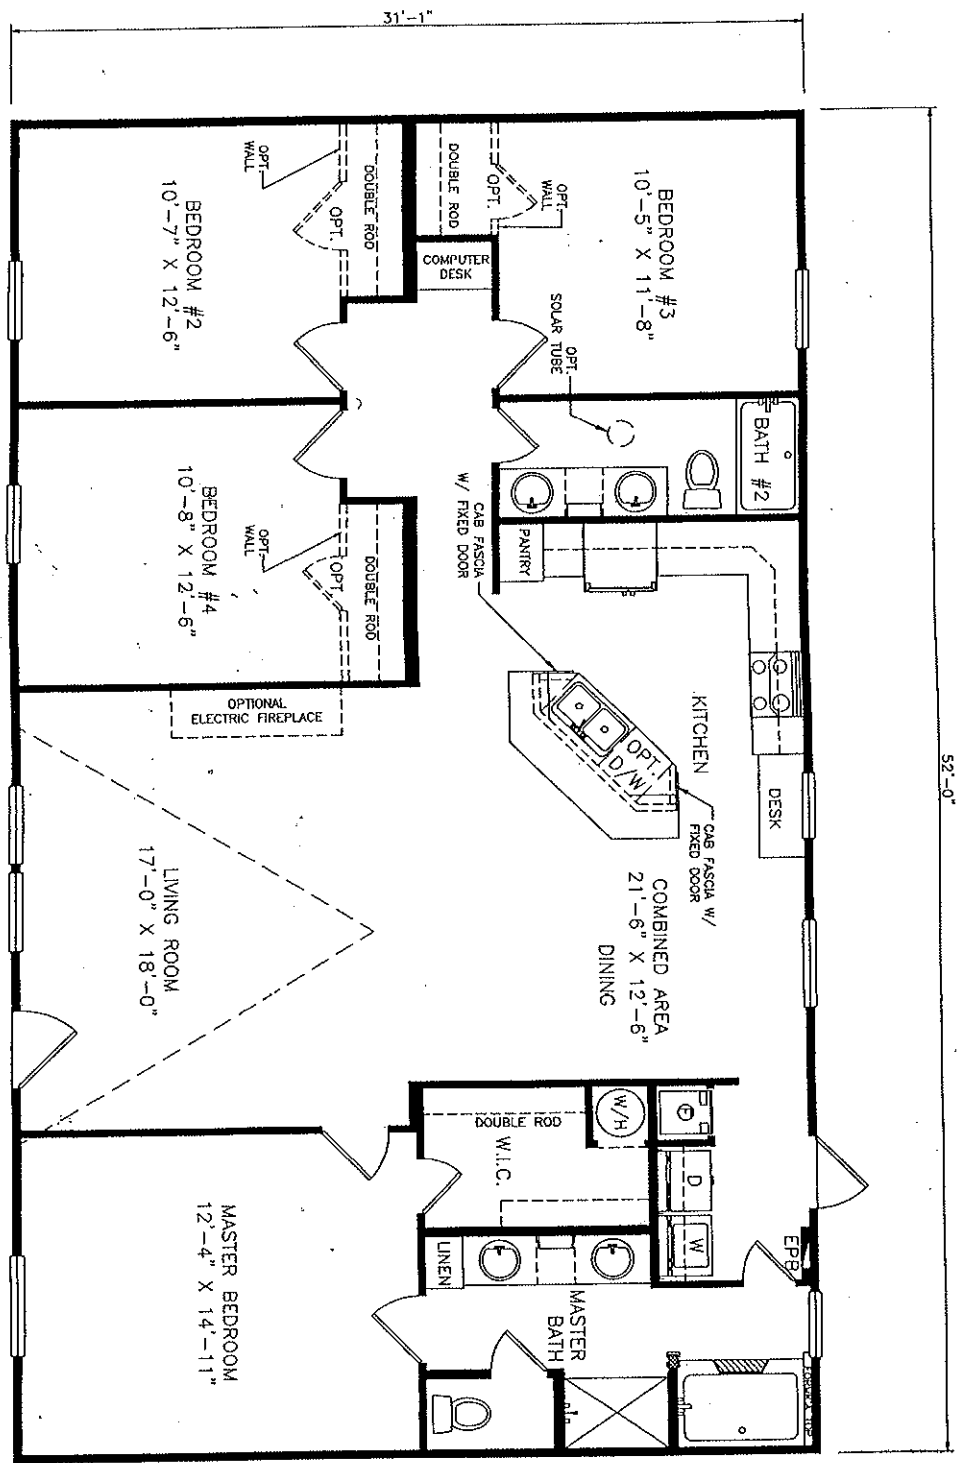 31'-1"
52'-0"
BEDROOM #2
10'-7" X 12'-6"
OPT.
WALL
OPT.
DOUBLE ROD
DOUBLE ROD
OPT.
OPT.
WALL
BEDROOM #3
10'-5" X 11'-8"
COMPUTER
DESK
OPT.
SOLAR TUBE
BATH #2
BEDROOM #4
10'-8" X 12'-6"
OPT.
WALL
OPT.
DOUBLE ROD
CAB FASCIA
W/ FIXED DOOR
PANTRY
KITCHEN
OPT.
D/W
DESK
CAB FASCIA W/
FIXED DOOR
OPTIONAL
ELECTRIC FIREPLACE
LIVING ROOM
17'-0" X 18'-0"
COMBINED AREA
21'-6" X 12'-6"
DINING
DOUBLE ROD
W.I.C.
W/H
F
D
W
EPB
LINEN
MASTER
BATH
MASTER BEDROOM
12'-4" X 14'-11"